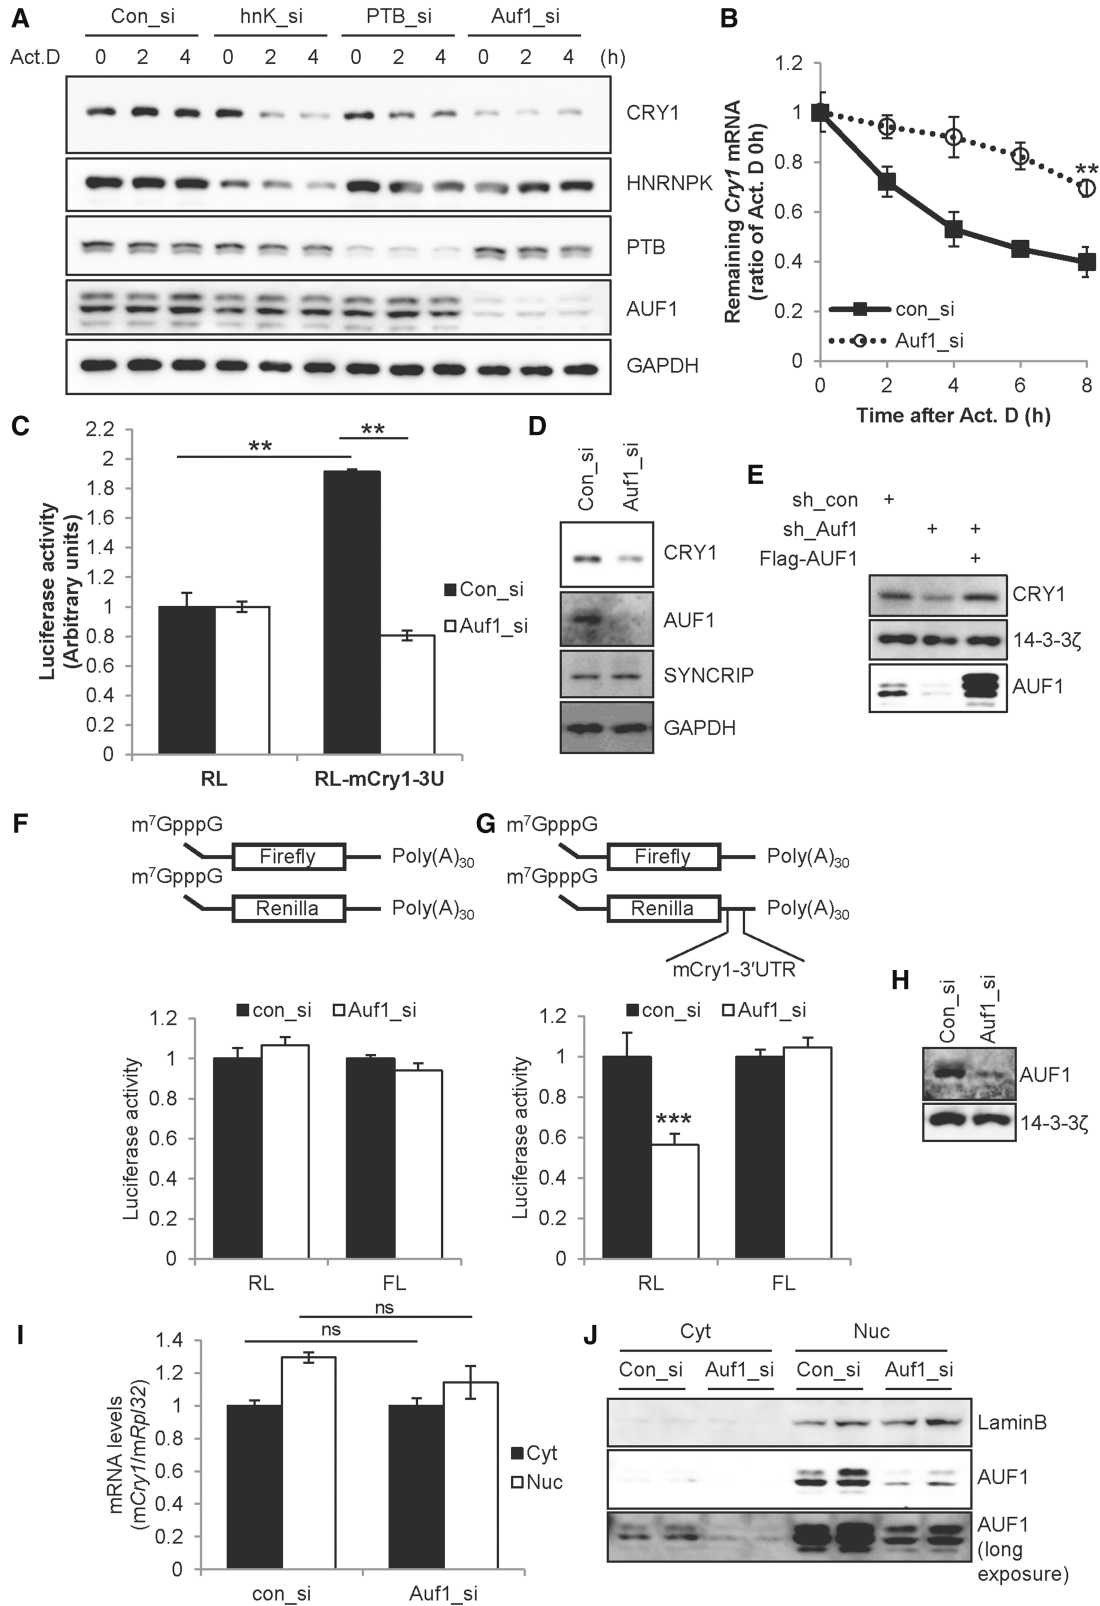 A
Con_si hnK_si PTB_si Auf1_si
Act.D 0 2 4 0 2 4 0 2 4 0 2 4 (h)
CRY1
HNRNPK
PTB
AUF1
GAPDH
B
1.2
1
0.8
0.6
0.4
0.2
0
Remaining Cry1 mRNA
(ratio of Act. D 0h)
**
con_si
Auf1_si
0 2 4 6 8
Time after Act. D (h)
C
2.2
2
1.8
1.6
1.4
1.2
1
0.8
0.6
0.4
0.2
0
Luciferase activity
(Arbitrary units)
** **
Con_si
Auf1_si
RL RL-mCry1-3U
D
Con_si Auf1_si
CRY1
AUF1
SYNCRIP
GAPDH
E
sh_con +
sh_Auf1 + +
Flag-AUF1 +
CRY1
14-3-3ζ
AUF1
F
m⁷GpppG
Firefly Poly(A)₃₀
m⁷GpppG
Renilla Poly(A)₃₀
con_si Auf1_si
1.2
1
0.8
0.6
0.4
0.2
0
Luciferase activity
RL FL
G
m⁷GpppG
Firefly Poly(A)₃₀
m⁷GpppG
Renilla Poly(A)₃₀
mCry1-3'UTR
con_si Auf1_si
1.2
1
0.8
0.6
0.4
0.2
0
Luciferase activity
***
RL FL
H
Con_si Auf1_si
AUF1
14-3-3ζ
I
ns
ns
1.4
1.2
1
0.8
0.6
0.4
0.2
0
mRNA levels
(mCry1/mRpl32)
Cyt
Nuc
con_si Auf1_si
J
Cyt Nuc
Con_si Auf1_si Con_si Auf1_si
LaminB
AUF1
AUF1
(long
exposure)